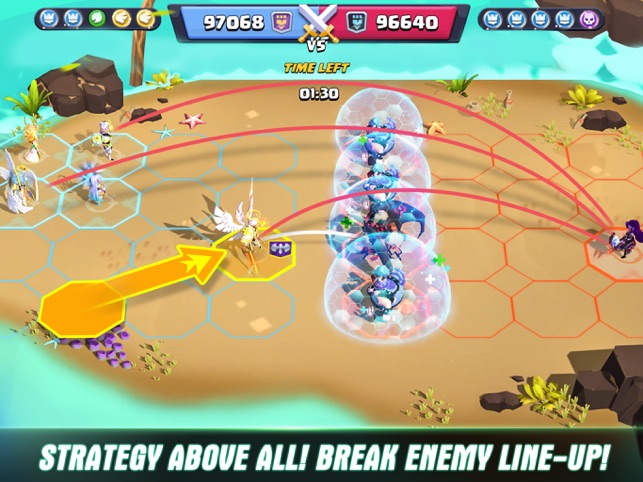 97068
96640
VS
TIME LEFT
01:30
STRATEGY ABOVE ALL! BREAK ENEMY LINE-UP!